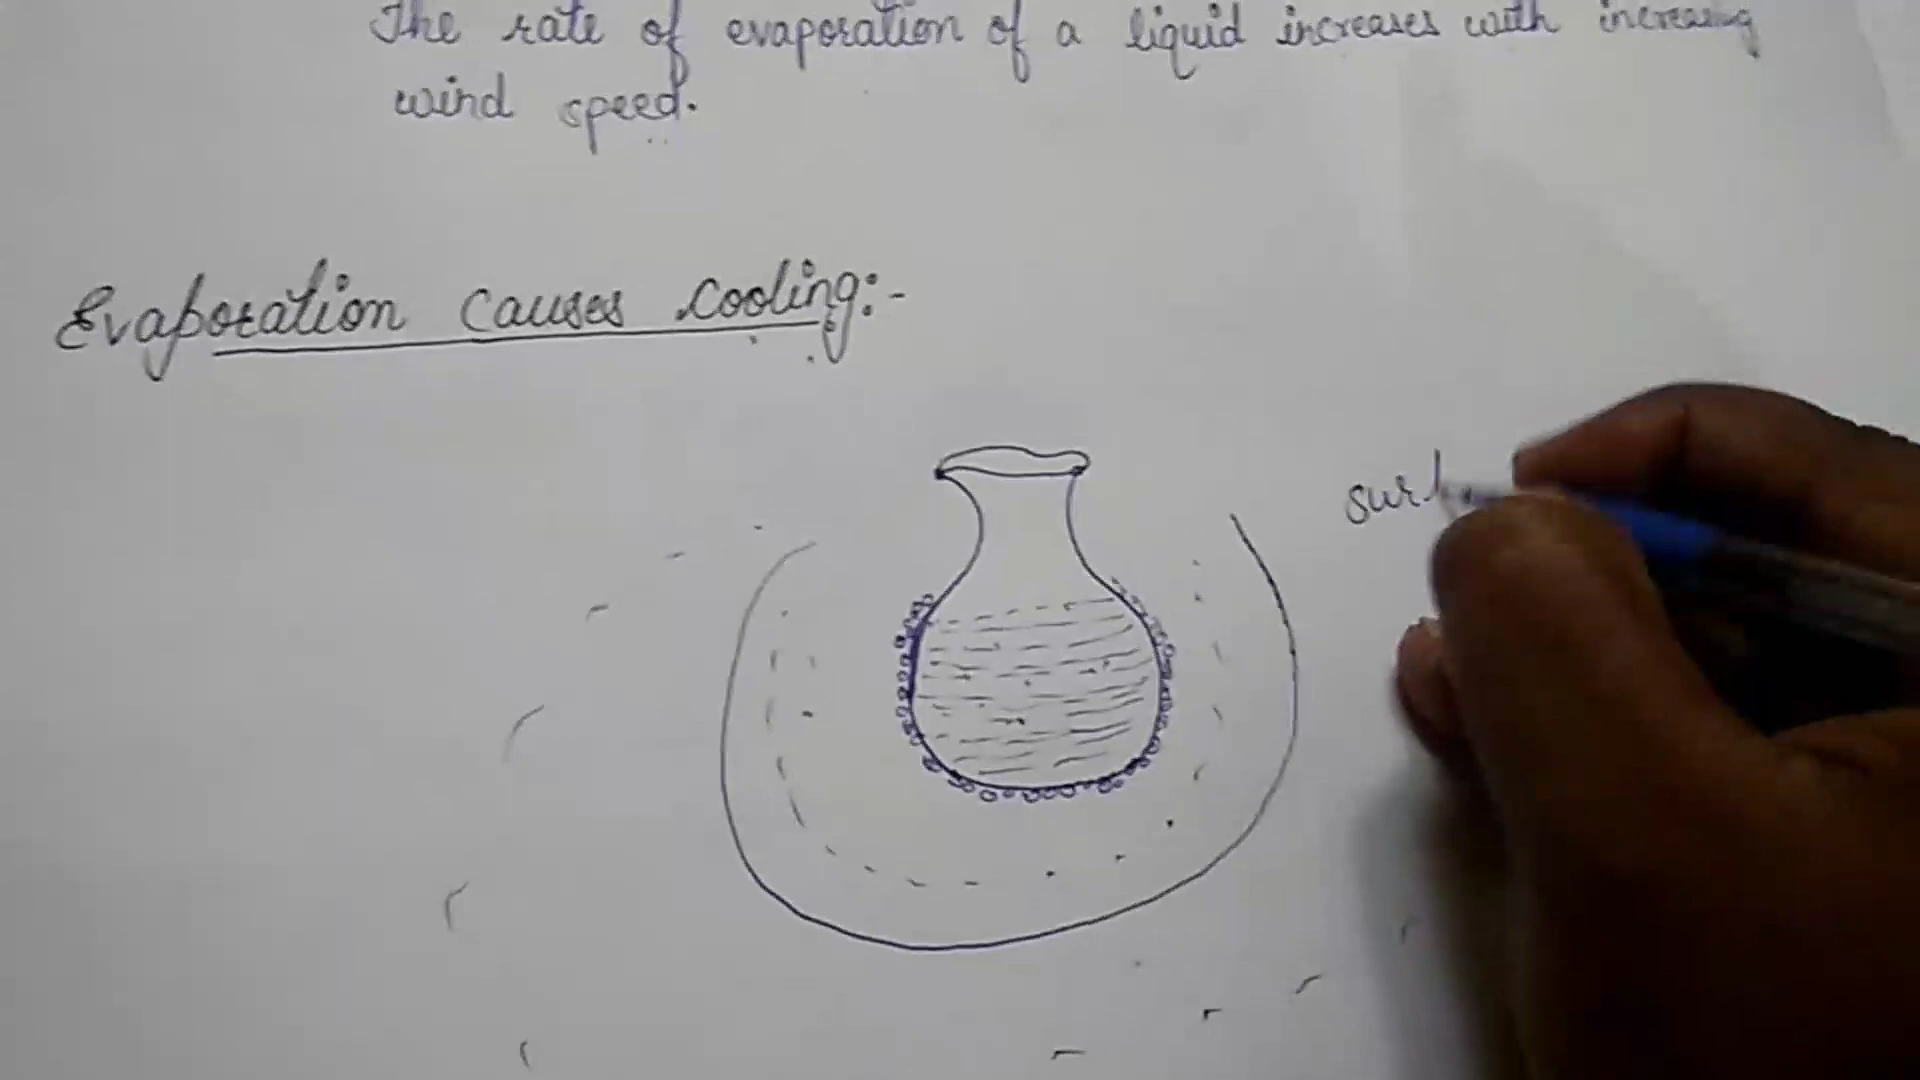 The rate of evaporation of a liquid increases with increasing
wind speed.
Evaporation causes cooling:-